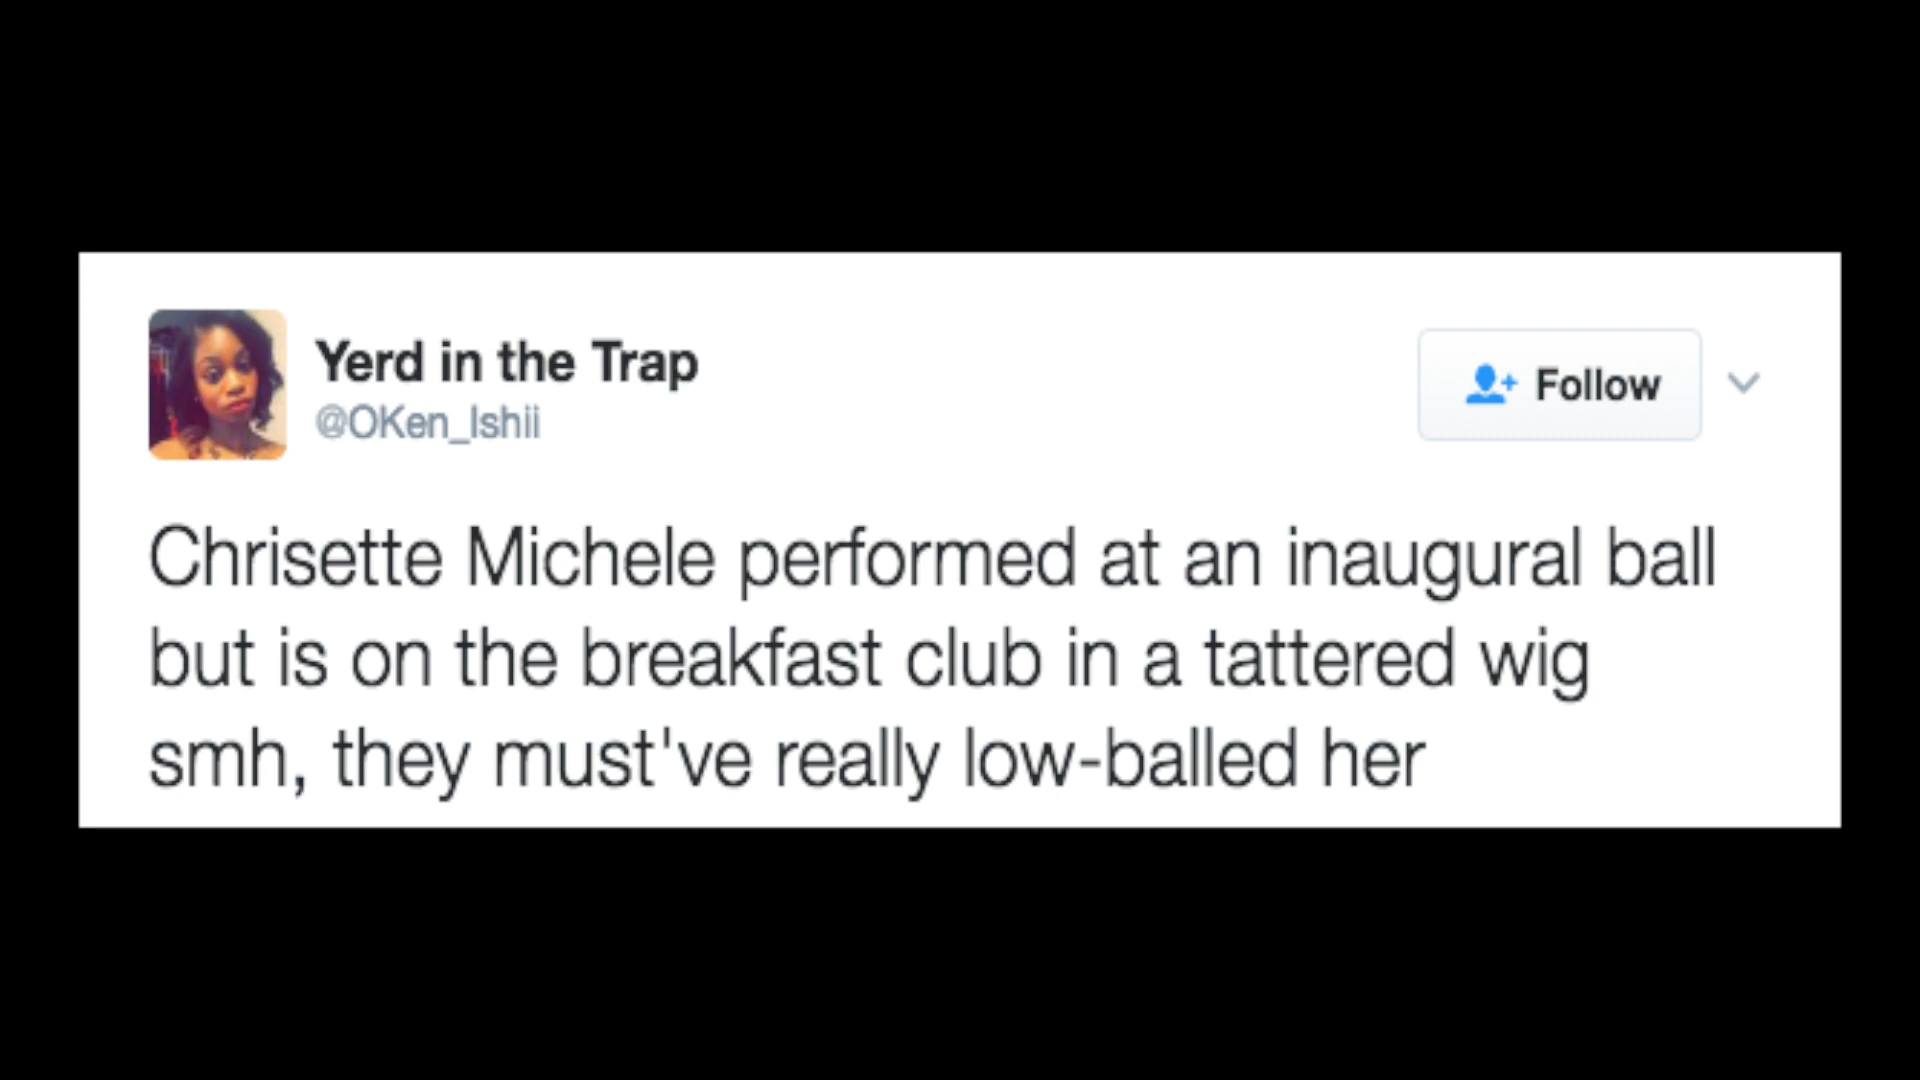 Yerd in the Trap
@OKen_Ishii
Follow
Chrisette Michele performed at an inaugural ball
but is on the breakfast club in a tattered wig
smh, they must've really low-balled her